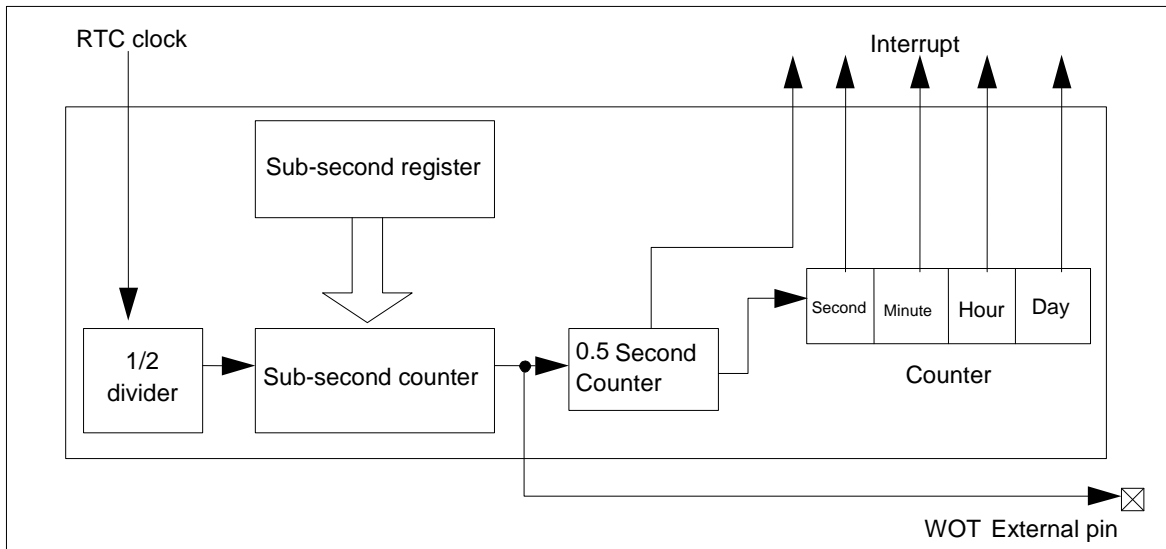 RTC clock
Interrupt
Sub-second register
1/2
divider
Sub-second counter
0.5 Second
Counter
Second
Minute
Hour
Day
Counter
WOT External pin